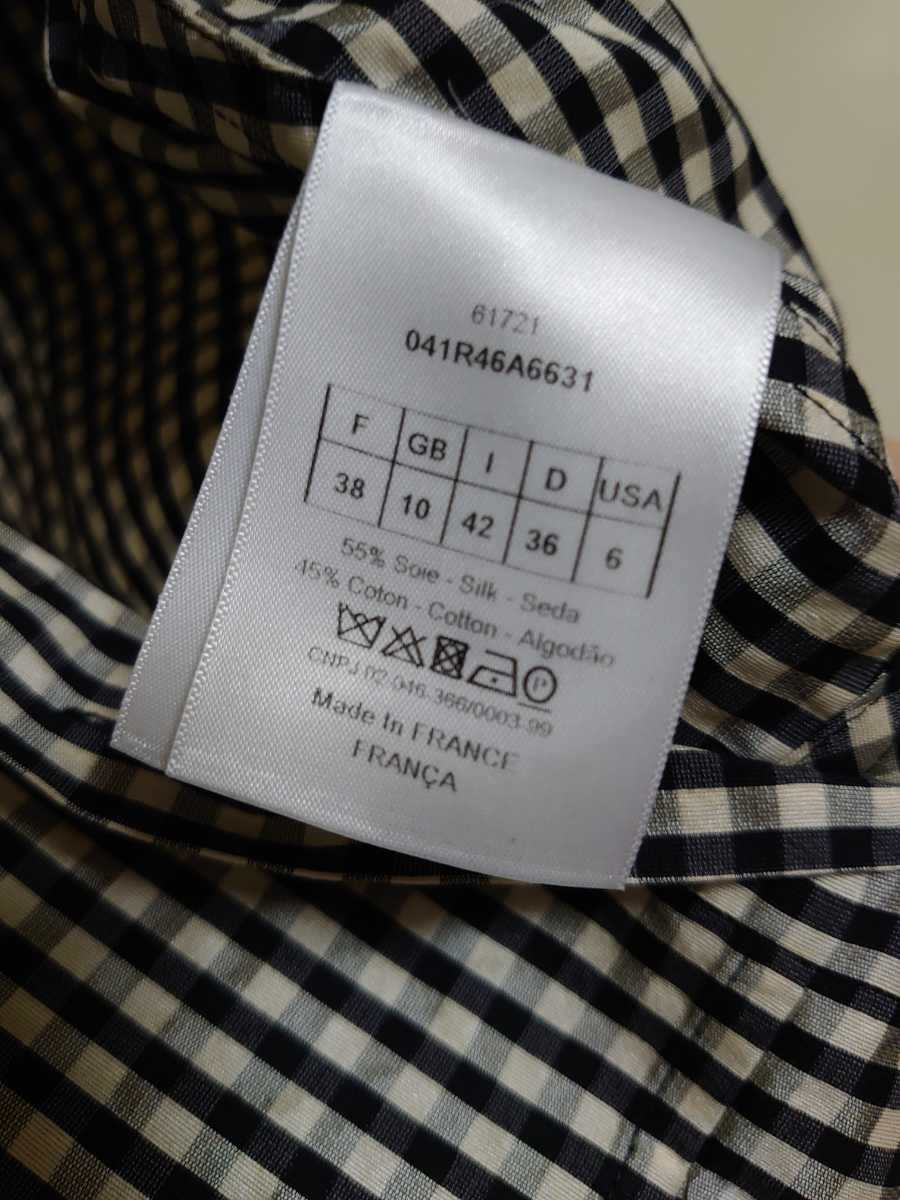 61721
041R46A6631
F GB I D USA
38 10 42 36 6
55% Soie - Silk - Seda
45% Coton - Cotton - Algodão
P
CNPJ 02.046.366/0003-99
Made In FRANCE
FRANÇA